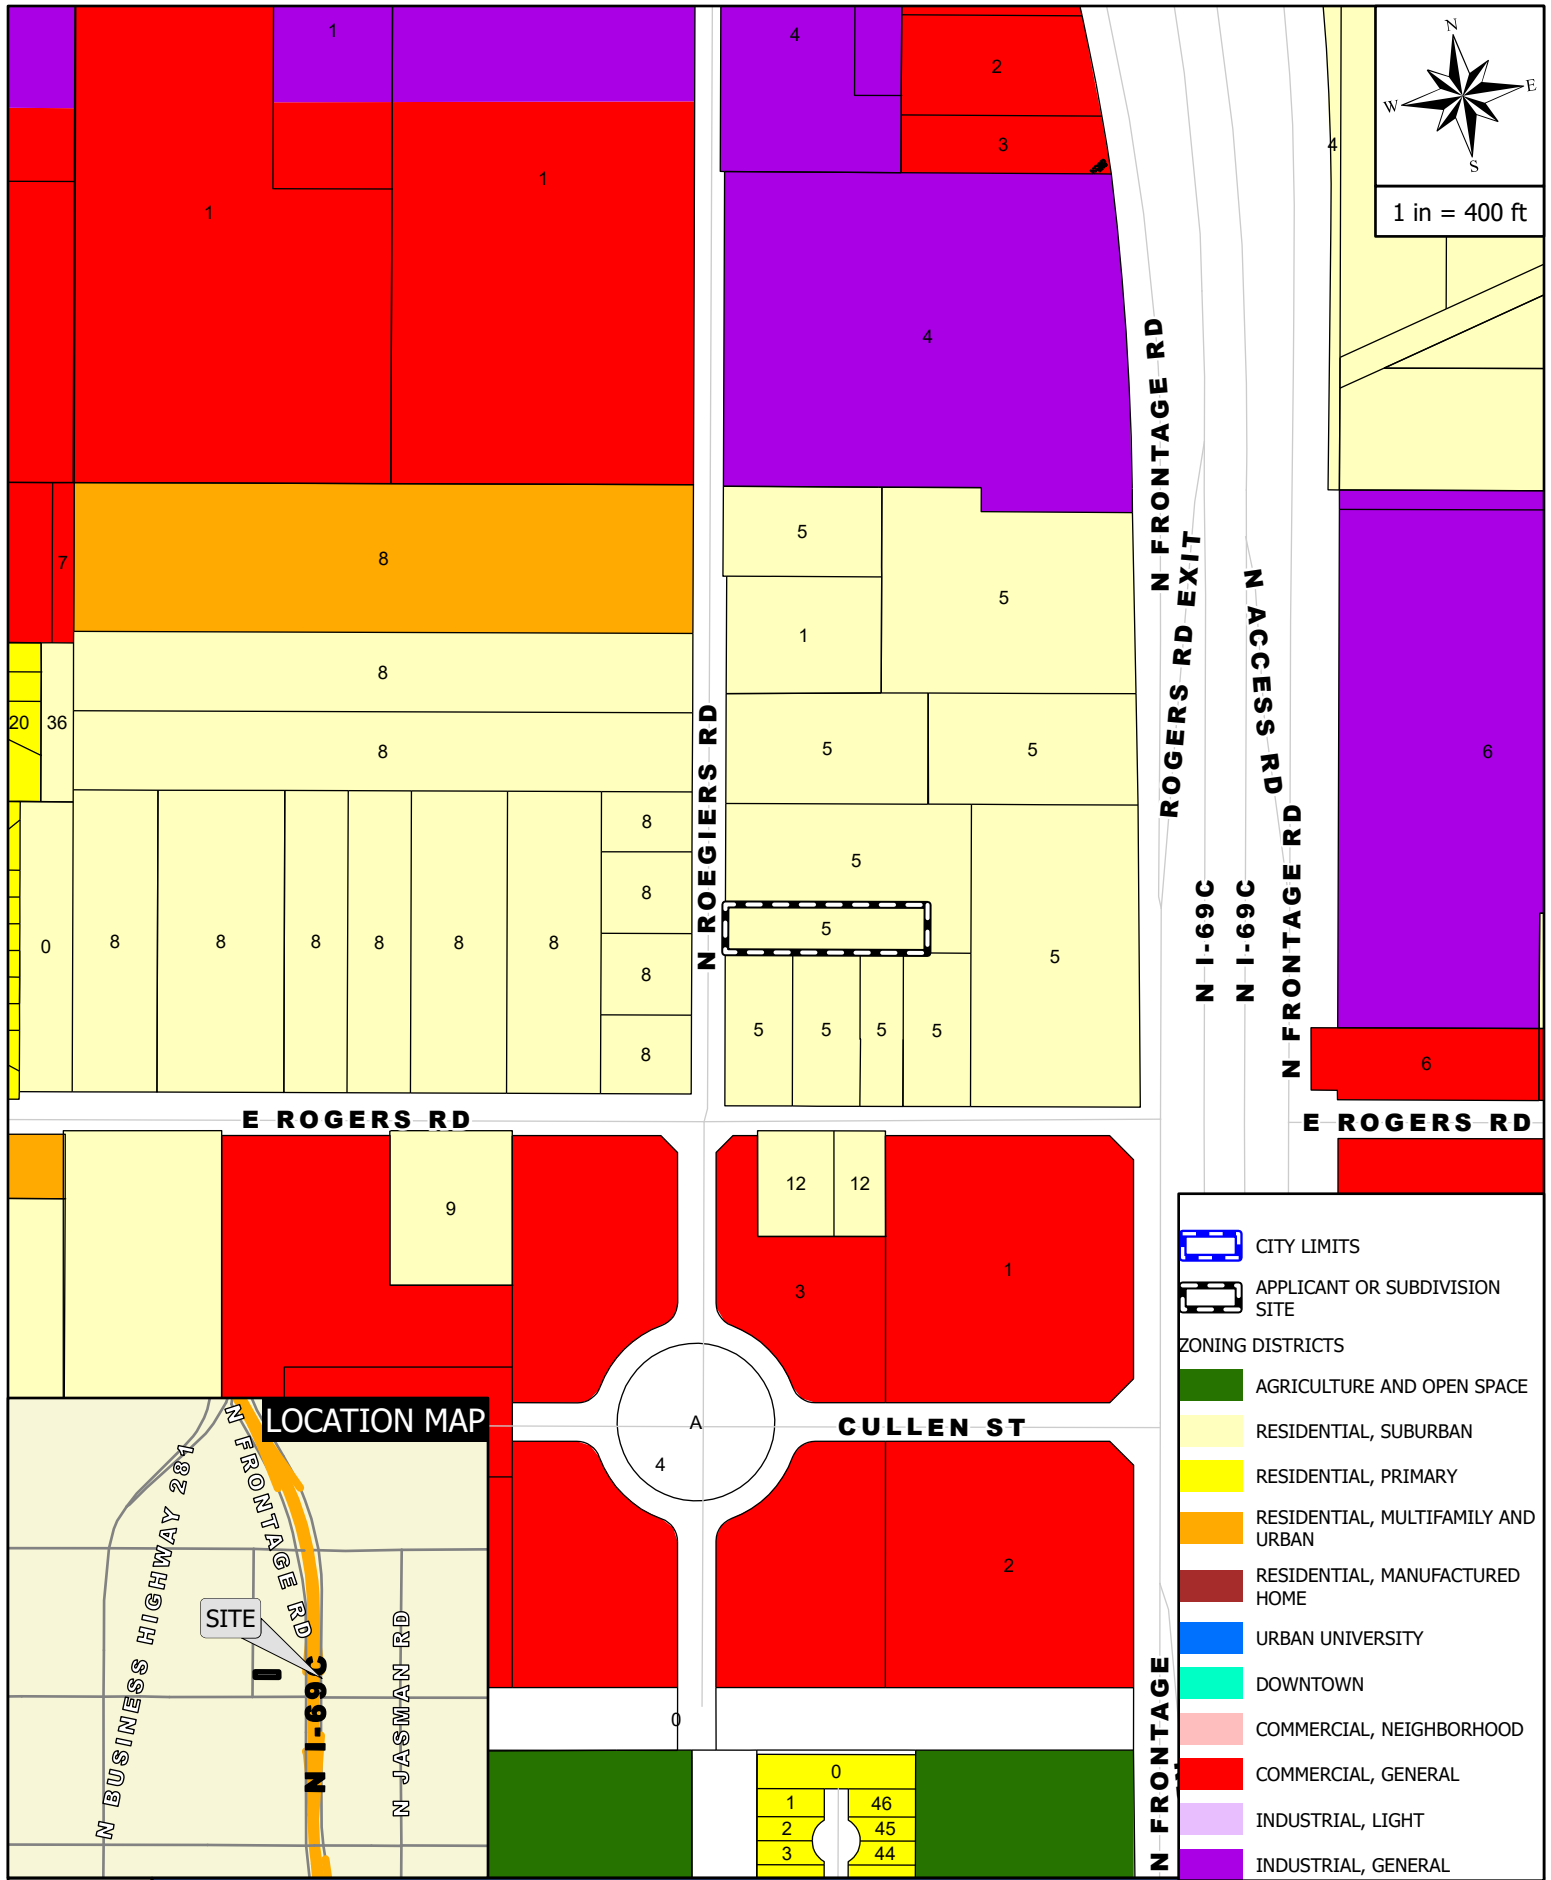 1
4
2
3
4
N
E
S
W
1 in = 400 ft
1
1
4
N FRONTAGE RD
7
8
5
5
1
ROGERS RD EXIT
N ACCESS RD
8
20
36
8
N ROEGIERS RD
5
5
6
8
5
8
5
0
8
8
8
8
8
8
8
5
N I-69C
N I-69C
N FRONTAGE RD
8
5
5
5
5
6
E ROGERS RD
E ROGERS RD
9
12
12
3
1
A
4
CULLEN ST
2
0
0
1
2
3
46
45
44
N FRONTAGE
LOCATION MAP
N BUSINESS HIGHWAY 281
N FRONTAGE RD
SITE
N I-69C
N JASMAN RD
CITY LIMITS
APPLICANT OR SUBDIVISION
SITE
ZONING DISTRICTS
AGRICULTURE AND OPEN SPACE
RESIDENTIAL, SUBURBAN
RESIDENTIAL, PRIMARY
RESIDENTIAL, MULTIFAMILY AND
URBAN
RESIDENTIAL, MANUFACTURED
HOME
URBAN UNIVERSITY
DOWNTOWN
COMMERCIAL, NEIGHBORHOOD
COMMERCIAL, GENERAL
INDUSTRIAL, LIGHT
INDUSTRIAL, GENERAL